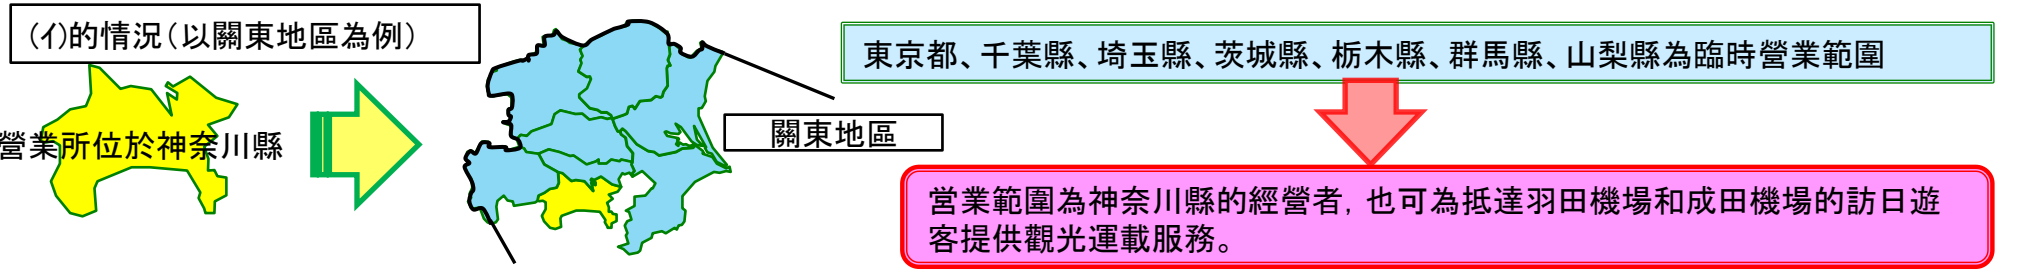 (イ)的情況(以關東地區為例)
營業所位於神奈川縣
關東地區
東京都、千葉縣、埼玉縣、茨城縣、栃木縣、群馬縣、山梨縣為臨時營業範圍
営業範圍為神奈川縣的經營者, 也可為抵達羽田機場和成田機場的訪日遊
客提供觀光運載服務。